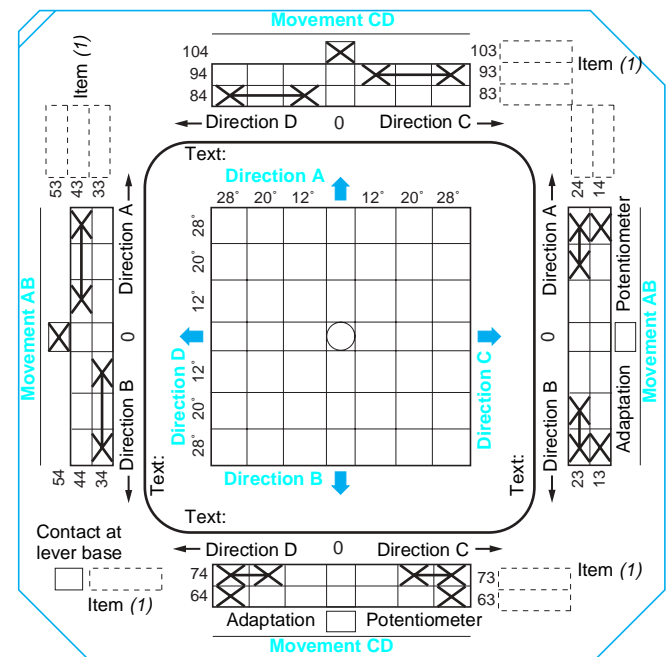 Movement CD
104
103
94
93
84
83
Item (1)
Direction D 0 Direction C
Item (1)
53 43 33
24 14
Text:
Direction A
28° 20° 12° 12° 20° 28°
28°
20°
12°
12°
20°
28°
Movement AB
Direction A
0
Direction B
54 44 34
Direction D
Direction C
Direction A
0
Direction B
23 13
Potentiometer
Adaptation
Movement AB
Direction B
Text:
Text:
Text:
Contact at
lever base
Item (1)
Direction D 0 Direction C
74
73
64
63
Item (1)
Adaptation Potentiometer
Movement CD